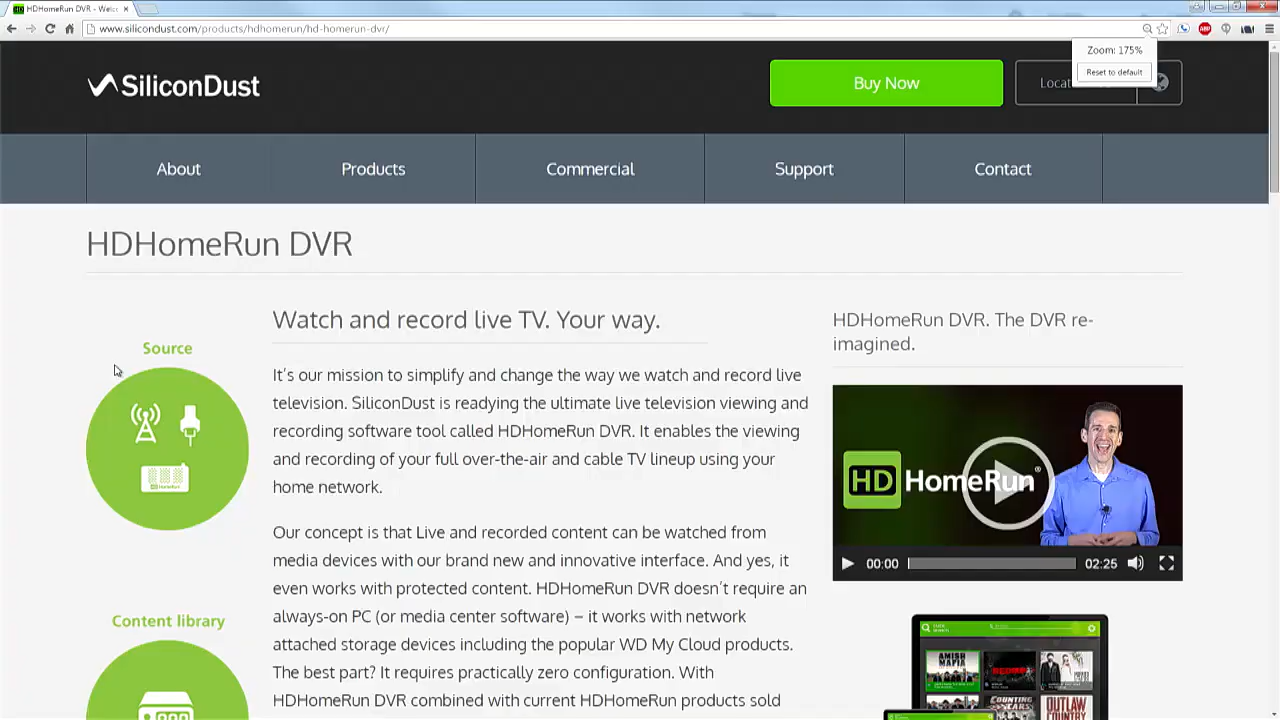 HDHomeRun DVR - Welc
www.silicondust.com/products/hdhomerun/hd-homerun-dvr/
ABP
Zoom: 175%
Reset to default
SiliconDust
Buy Now
Locat
About
Products
Commercial
Support
Contact
HDHomeRun DVR
Source
Content library
Watch and record live TV. Your way.
It's our mission to simplify and change the way we watch and record live
television. SiliconDust is readying the ultimate live television viewing and
recording software tool called HDHomeRun DVR. It enables the viewing
and recording of your full over-the-air and cable TV lineup using your
home network.
Our concept is that Live and recorded content can be watched from
media devices with our brand new and innovative interface. And yes, it
even works with protected content. HDHomeRun DVR doesn't require an
always-on PC (or media center software) – it works with network
attached storage devices including the popular WD My Cloud products.
The best part? It requires practically zero configuration. With
HDHomeRun DVR combined with current HDHomeRun products sold
HDHomeRun DVR. The DVR re-
imagined.
HD HomeRun®
00:00
02:25
AMISH
MAFIA
COUNTING
CARS
OUTLAW
COUNTRY